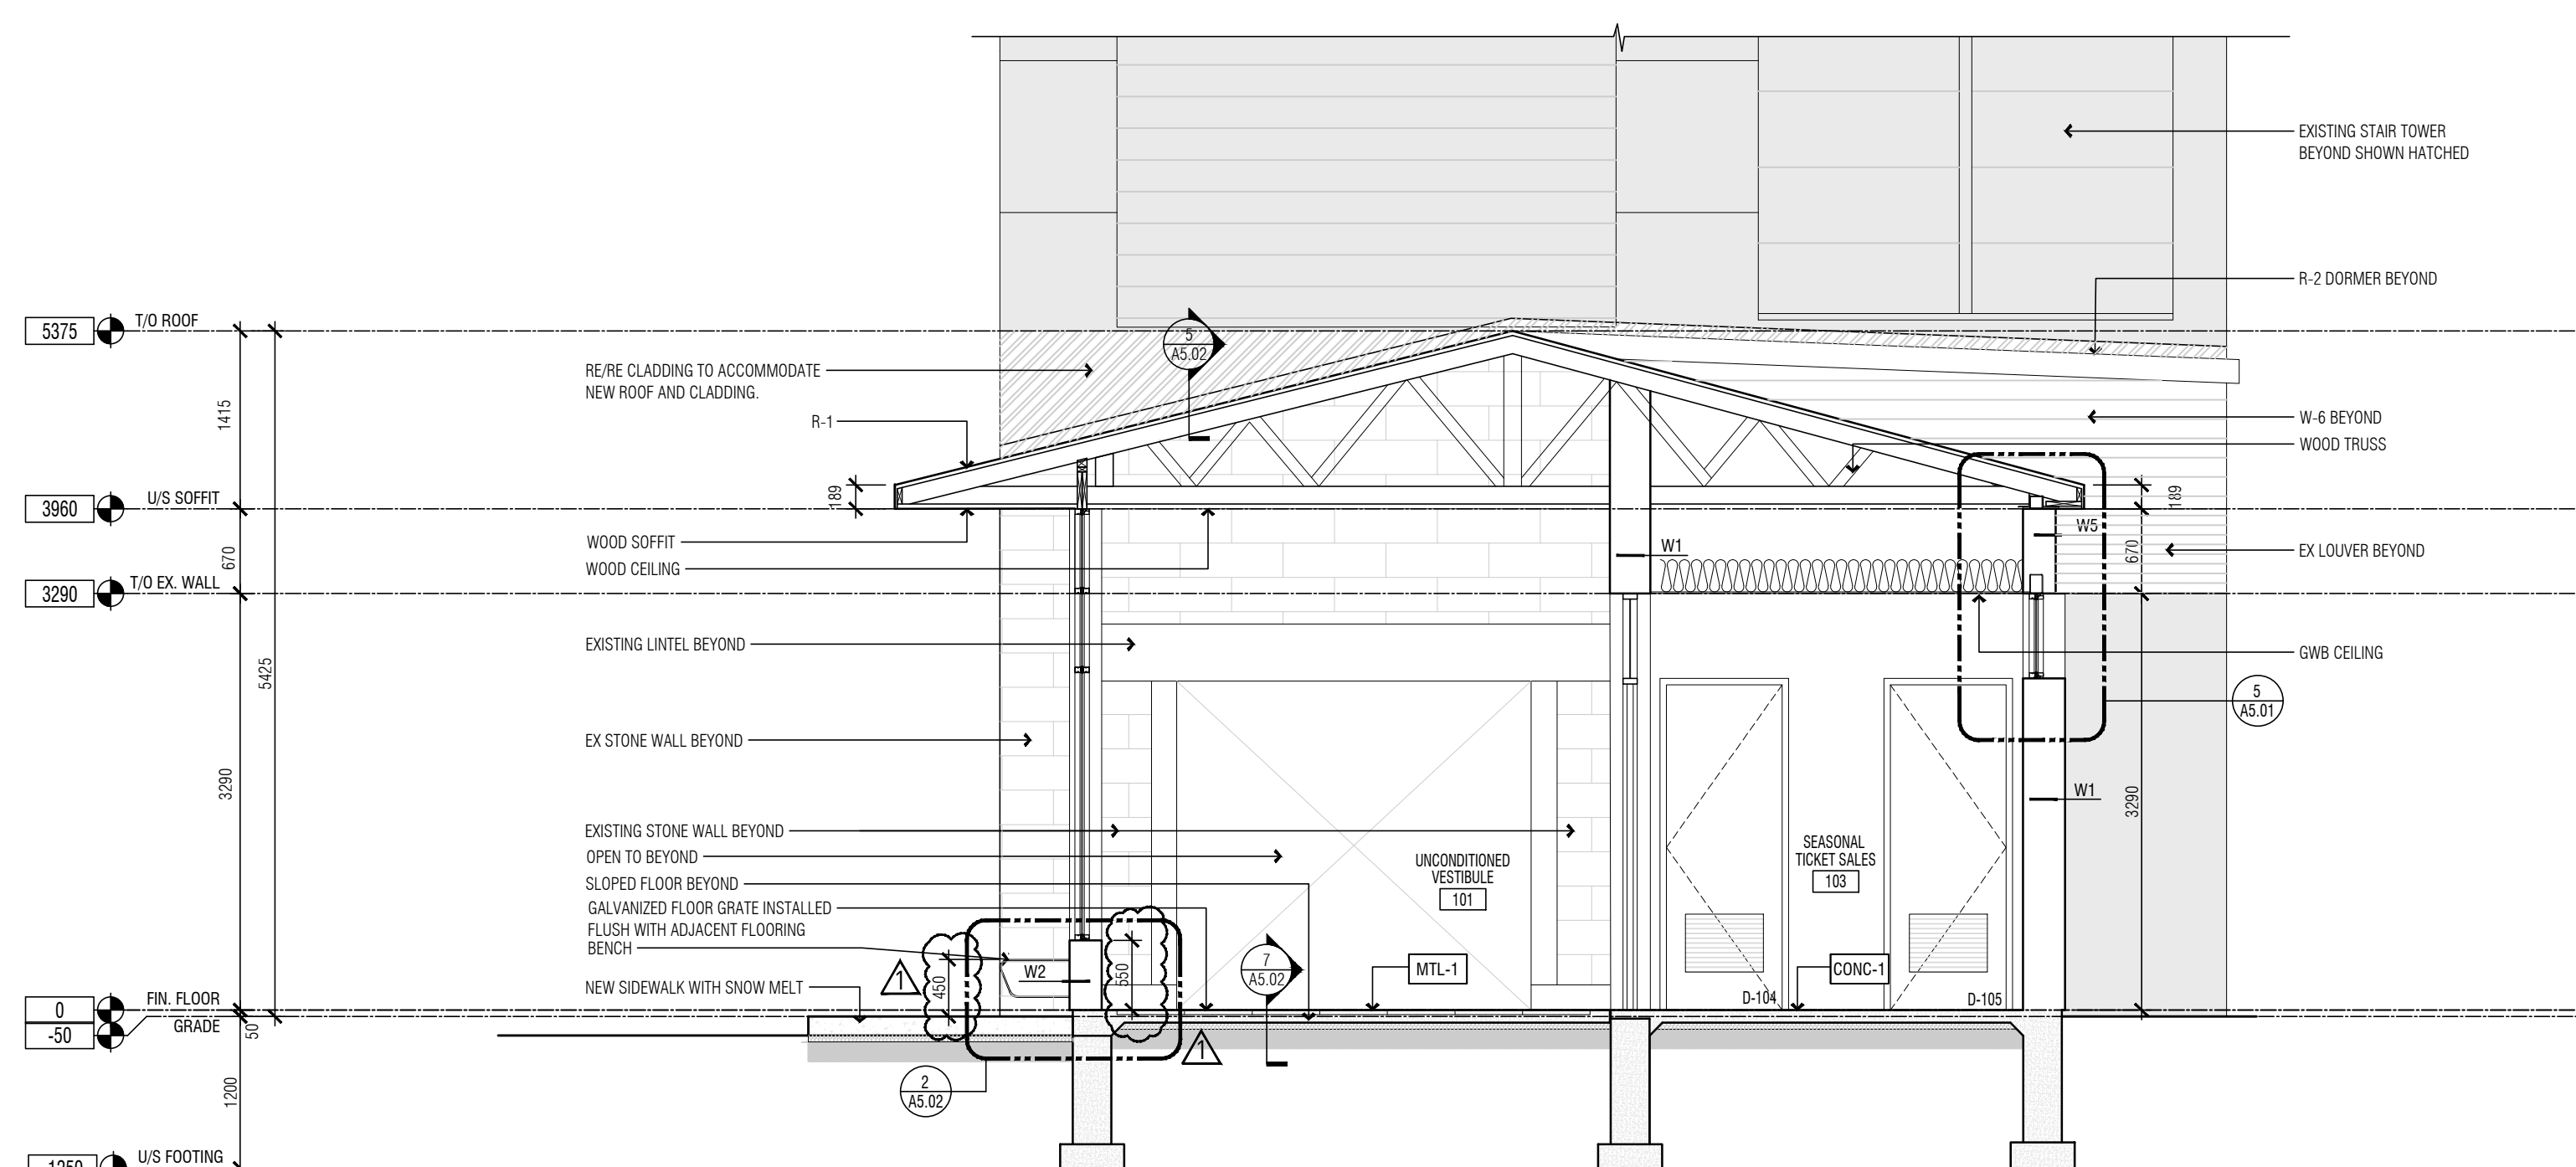 EXISTING STAIR TOWER
BEYOND SHOWN HATCHED
R-2 DORMER BEYOND
5375
T/O ROOF
5
A5.02
RE/RE CLADDING TO ACCOMMODATE
NEW ROOF AND CLADDING.
R-1
1415
W-6 BEYOND
WOOD TRUSS
189
189
3960
U/S SOFFIT
W5
WOOD SOFFIT
WOOD CEILING
W1
670
670
EX LOUVER BEYOND
3290
T/O EX. WALL
EXISTING LINTEL BEYOND
GWB CEILING
5425
5
A5.01
EX STONE WALL BEYOND
3290
W1
3290
EXISTING STONE WALL BEYOND
OPEN TO BEYOND
SLOPED FLOOR BEYOND
GALVANIZED FLOOR GRATE INSTALLED
FLUSH WITH ADJACENT FLOORING
BENCH
NEW SIDEWALK WITH SNOW MELT
UNCONDITIONED
VESTIBULE
101
SEASONAL
TICKET SALES
103
W2
1
450
550
7
A5.02
MTL-1
CONC-1
D-104
D-105
0
FIN. FLOOR
-50
GRADE
50
1
2
A5.02
1200
-1250
U/S FOOTING